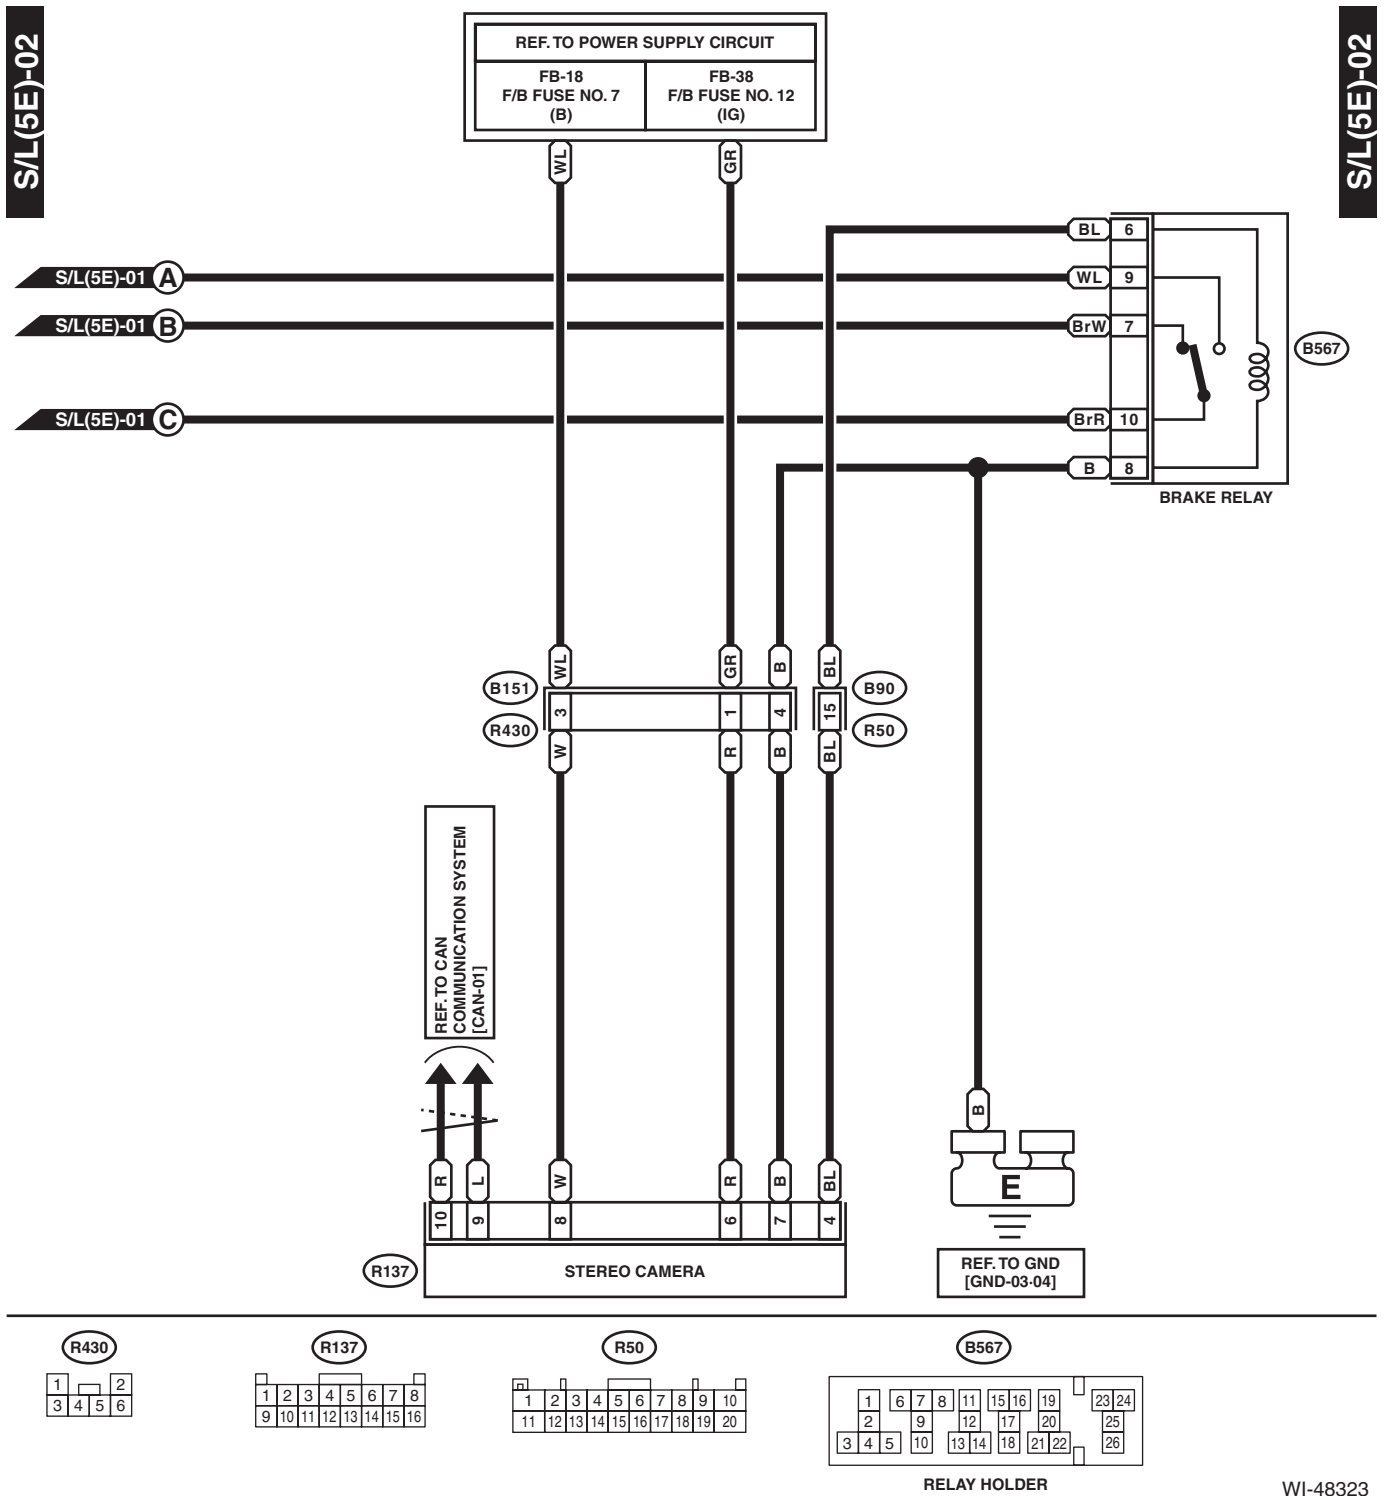 S/L(5E)-02
S/L(5E)-02
REF. TO POWER SUPPLY CIRCUIT
FB-18
F/B FUSE NO. 7
(B)
FB-38
F/B FUSE NO. 12
(IG)
WL
GR
BL 6
S/L(5E)-01 A
WL 9
S/L(5E)-01 B
BrW 7
B567
S/L(5E)-01 C
BrR 10
B 8
BRAKE RELAY
WL
GR
B
BL
B151
B90
3
1
4
15
R430
R50
W
R
B
BL
REF. TO CAN
COMMUNICATION SYSTEM
[CAN-01]
B
R
L
W
R
B
BL
E
10
9
8
6
7
4
R137
STEREO CAMERA
REF. TO GND
[GND-03·04]
R430
1 2
3 4 5 6
R137
1 2 3 4 5 6 7 8
9 10 11 12 13 14 15 16
R50
1 2 3 4 5 6 7 8 9 10
11 12 13 14 15 16 17 18 19 20
B567
1 6 7 8 11 15 16 19 23 24
2 9 12 17 20 25
3 4 5 10 13 14 18 21 22 26
RELAY HOLDER
WI-48323